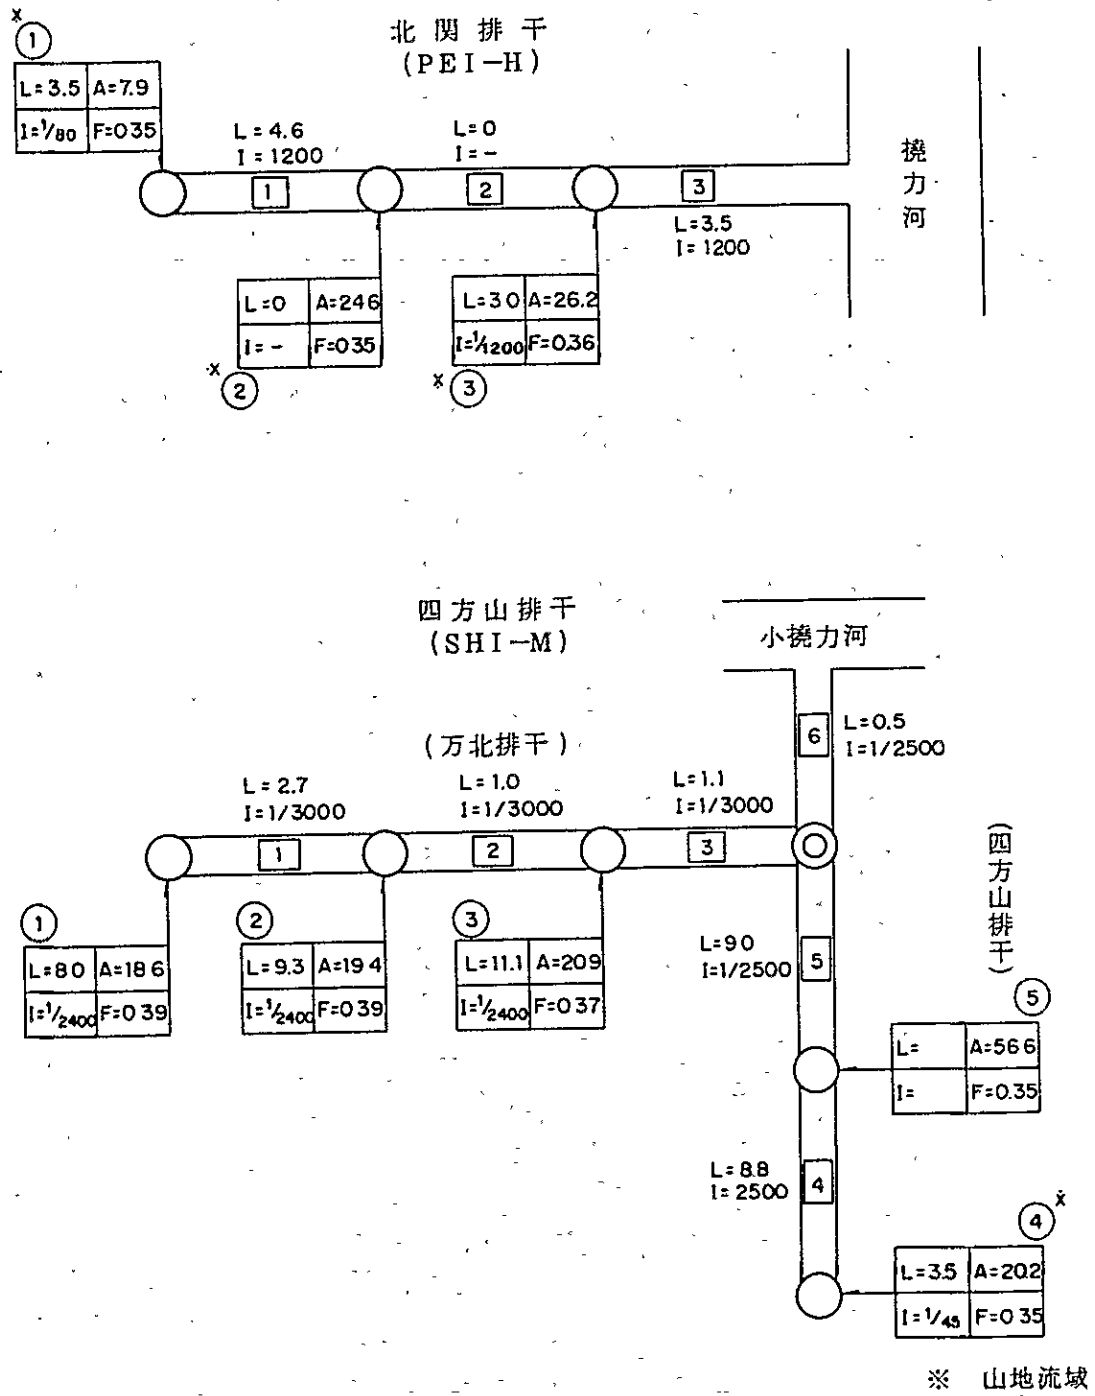 北関排干
(PEI-H)
※
1
L=3.5 A=7.9
I=1/80 F=035
L=4.6
I=1200
1
L=0
I=-
2
3
L=3.5
I=1200
撓力河
L=0 A=246
I=- F=035
※
2
L=30 A=26.2
I=1/1200 F=0.36
※
3
四方山排干
(SHI-M)
小撓力河
6
L=0.5
I=1/2500
(万北排干)
L=2.7
I=1/3000
1
L=1.0
I=1/3000
2
L=1.1
I=1/3000
3
(四方山排干)
1
L=80 A=186
I=1/2400 F=039
2
L=9.3 A=194
I=1/2400 F=039
3
L=11.1 A=209
I=1/2400 F=037
L=90
I=1/2500
5
5
L= A=566
I= F=0.35
L=8.8
I=2500
4
4
※
L=3.5 A=202
I=1/45 F=035
※ 山地流域